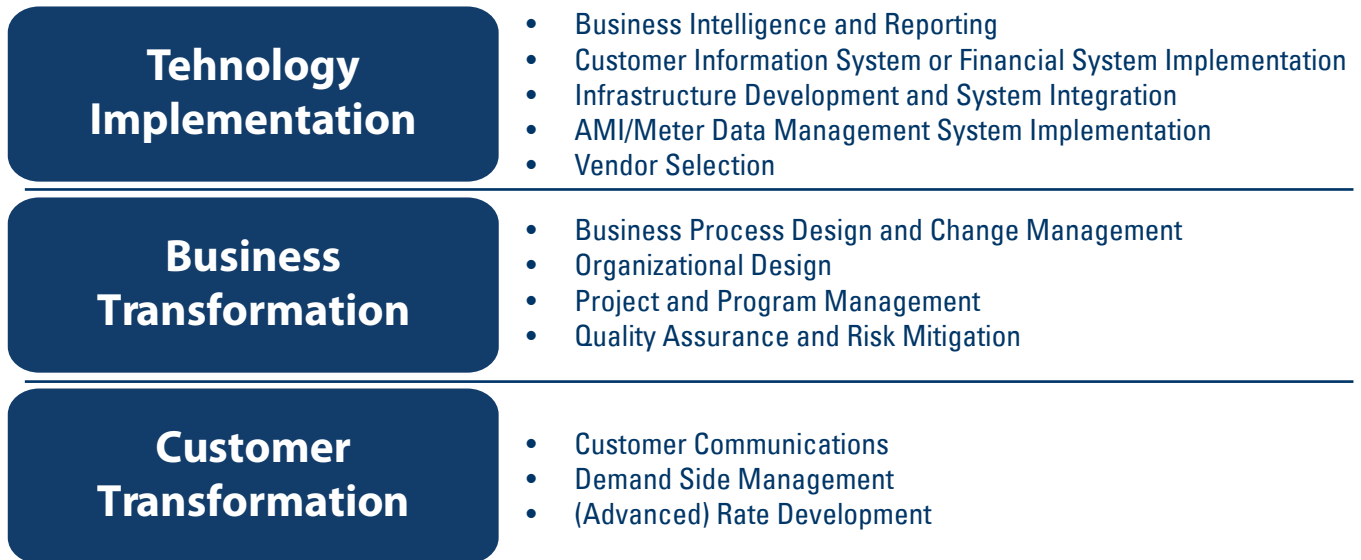 Tehnology
Implementation
• Business Intelligence and Reporting
• Customer Information System or Financial System Implementation
• Infrastructure Development and System Integration
• AMI/Meter Data Management System Implementation
• Vendor Selection
Business
Transformation
• Business Process Design and Change Management
• Organizational Design
• Project and Program Management
• Quality Assurance and Risk Mitigation
Customer
Transformation
• Customer Communications
• Demand Side Management
• (Advanced) Rate Development